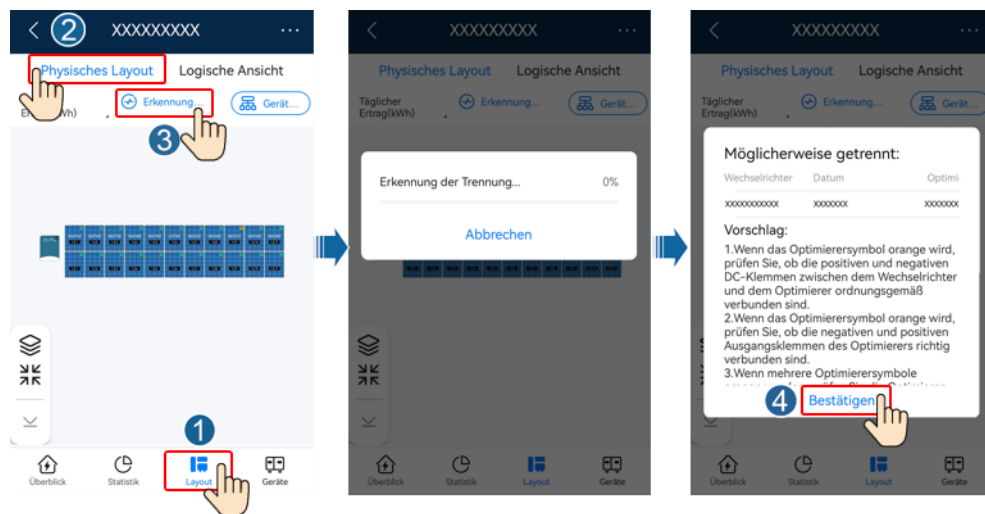 2
XXXXXXXXX
Physisches Layout
Logische Ansicht
Erkennung...
Gerät...
3
1
Überblick
Statistik
Layout
Geräte
XXXXXXXXX
Physisches Layout
Logische Ansicht
Täglicher
Ertrag(kWh)
Erkennung...
Gerät...
Erkennung der Trennung...
0%
Abbrechen
Überblick
Statistik
Layout
Geräte
XXXXXXXXX
Physisches Layout
Logische Ansicht
Täglicher
Ertrag(kWh)
Erkennung...
Gerät...
Möglicherweise getrennt:
Wechselrichter Datum Optimi
xxxxxxxxxxx xxxxxxx xxxxxxx
Vorschlag:
1.Wenn das Optimierersymbol orange wird,
prüfen Sie, ob die positiven und negativen
DC-Klemmen zwischen dem Wechselrichter
und dem Optimierer ordnungsgemäß
verbunden sind.
2.Wenn das Optimierersymbol orange wird,
prüfen Sie, ob die negativen und positiven
Ausgangsklemmen des Optimierers richtig
verbunden sind.
3.Wenn mehrere Optimierersymbole
4
Bestätigen
Überblick
Statistik
Layout
Geräte